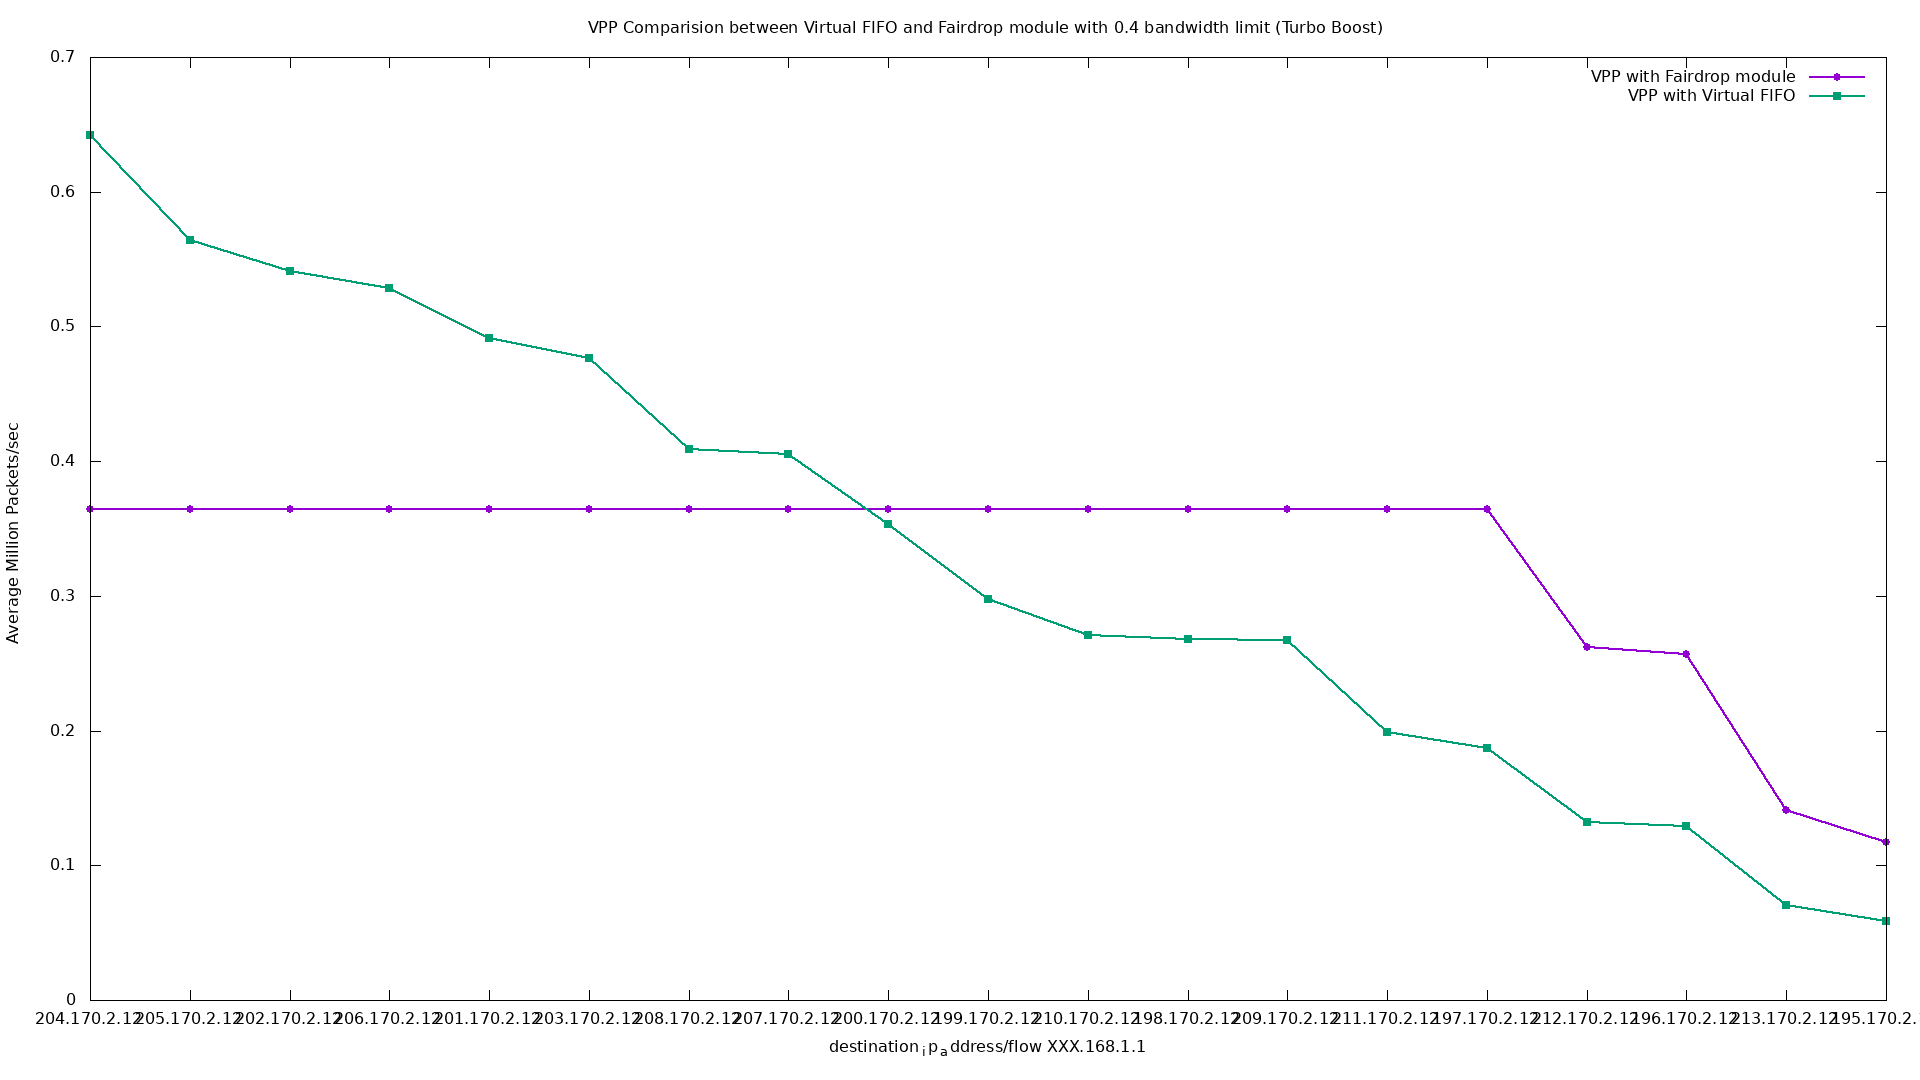 VPP Comparision between Virtual FIFO and Fairdrop module with 0.4 bandwidth limit (Turbo Boost)
0.7
VPP with Fairdrop module
VPP with Virtual FIFO
0.6
0.5
0.4
Average Million Packets/sec
0.3
0.2
0.1
0
204.170.2.12 205.170.2.12 202.170.2.12 206.170.2.12 201.170.2.12 203.170.2.12 208.170.2.12 207.170.2.12 200.170.2.12 199.170.2.12 210.170.2.12 198.170.2.12 209.170.2.12 211.170.2.12 197.170.2.12 212.170.2.12 196.170.2.12 213.170.2.12 195.170.2.
destination ip address/flow XXX.168.1.1